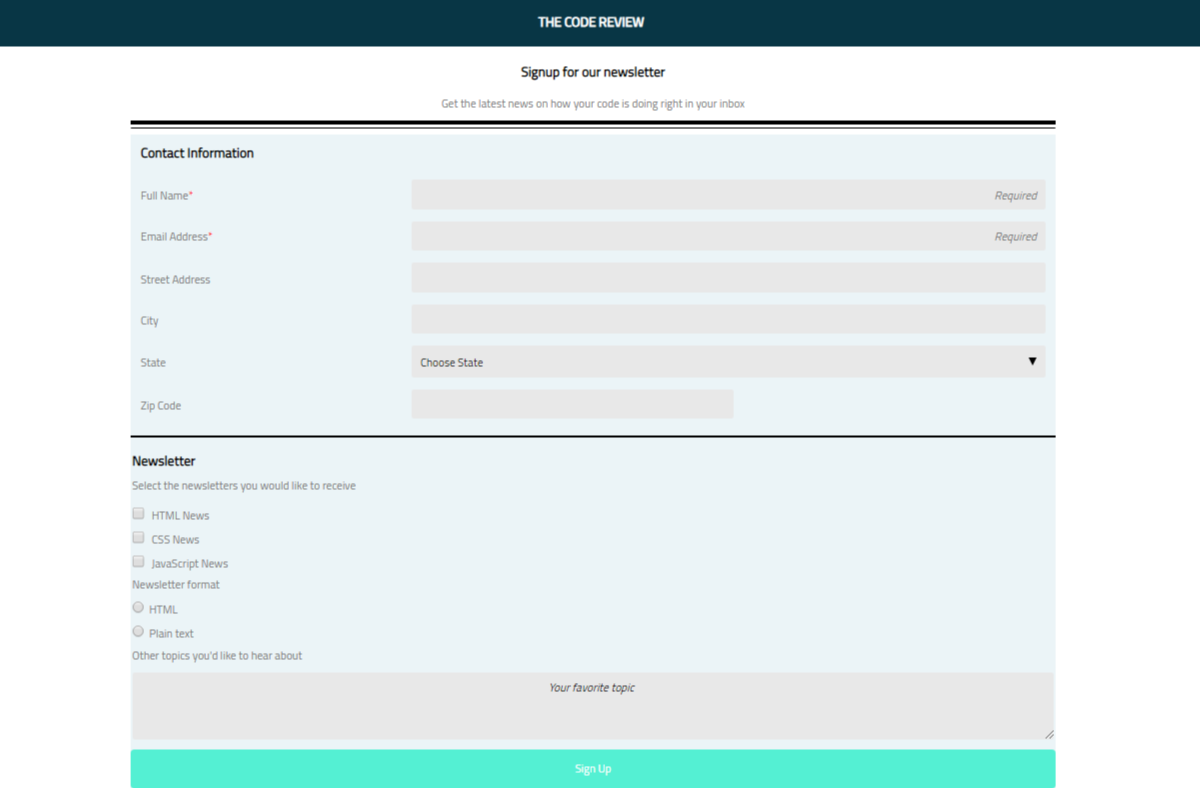 THE CODE REVIEW
Signup for our newsletter
Get the latest news on how your code is doing right in your inbox
Contact Information
Full Name* Required
Email Address* Required
Street Address
City
State Choose State
Zip Code
Newsletter
Select the newsletters you would like to receive
HTML News
CSS News
JavaScript News
Newsletter format
HTML
Plain text
Other topics you'd like to hear about
Your favorite topic
Sign Up